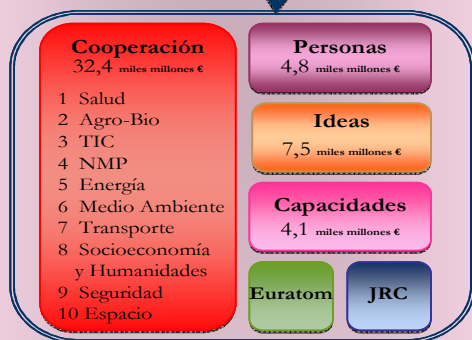 Cooperación
32,4 miles millones €
1 Salud
2 Agro-Bio
3 TIC
4 NMP
5 Energía
6 Medio Ambiente
7 Transporte
8 Socioeconomía
y Humanidades
9 Seguridad
10 Espacio
Personas
4,8 miles millones €
Ideas
7,5 miles millones €
Capacidades
4,1 miles millones €
Euratom
JRC